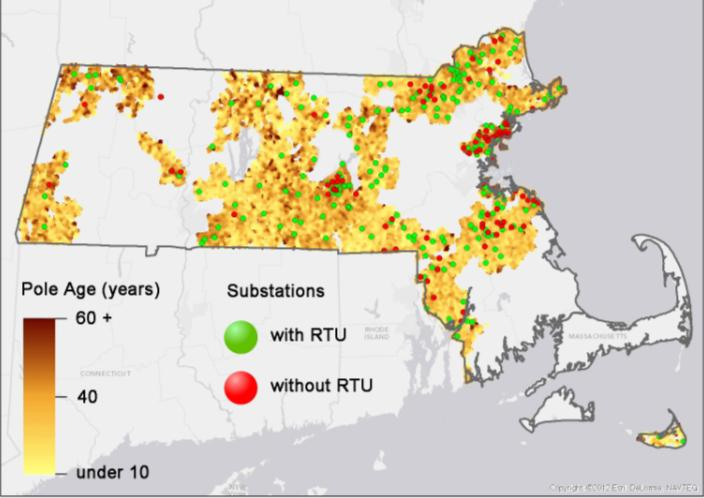 Pole Age (years)
60 +
40
under 10
Substations
with RTU
without RTU
CONNECTICUT
RHODE
ISLAND
MASSACHUSETTS
Copyright ©2012 Esri, DeLorme, NAVTEQ